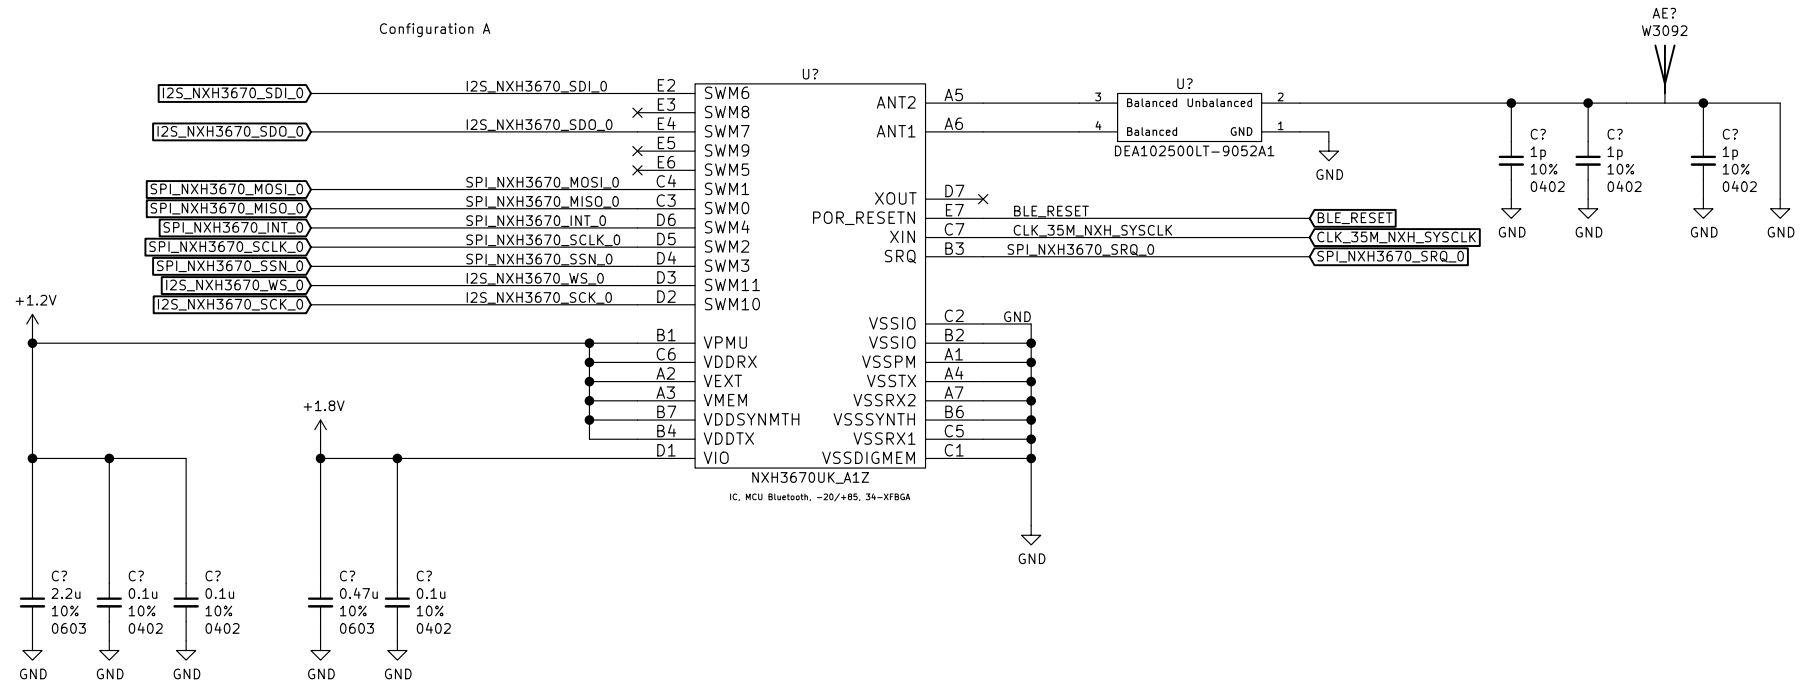 Configuration A
AE?
W3092
I2S_NXH3670_SDI_0
I2S_NXH3670_SDO_0
SPI_NXH3670_MOSI_0
SPI_NXH3670_MISO_0
SPI_NXH3670_INT_0
SPI_NXH3670_SCLK_0
SPI_NXH3670_SSN_0
I2S_NXH3670_WS_0
I2S_NXH3670_SCK_0
I2S_NXH3670_SDI_0
I2S_NXH3670_SDO_0
SPI_NXH3670_MOSI_0
SPI_NXH3670_MISO_0
SPI_NXH3670_INT_0
SPI_NXH3670_SCLK_0
SPI_NXH3670_SSN_0
I2S_NXH3670_WS_0
I2S_NXH3670_SCK_0
U?
E2 SWM6
E3 SWM8
E4 SWM7
E5 SWM9
E6 SWM5
C4 SWM1
C3 SWM0
D6 SWM4
D5 SWM2
D4 SWM3
D3 SWM11
D2 SWM10
B1 VPMU
C6 VDDRX
A2 VEXT
A3 VMEM
B7 VDDSYNMTH
B4 VDDTX
D1 VIO
ANT2 A5
ANT1 A6
XOUT D7
POR_RESETN E7
XIN C7
SRQ B3
VSSIO C2
VSSIO B2
VSSPM A1
VSSTX A4
VSSRX2 A7
VSSSYNTH B6
VSSRX1 C5
VSSDIGMEM C1
NXH3670UK_A1Z
IC, MCU Bluetooth, -20/+85, 34-XFBGA
GND
GND
U?
3 Balanced Unbalanced 2
4 Balanced GND 1
DEA102500LT-9052A1
GND
BLE_RESET
CLK_35M_NXH_SYSCLK
SPI_NXH3670_SRQ_0
BLE_RESET
CLK_35M_NXH_SYSCLK
SPI_NXH3670_SRQ_0
C?
1p
10%
0402
GND
C?
1p
10%
0402
GND
C?
1p
10%
0402
GND
GND
+1.2V
C?
2.2u
10%
0603
GND
C?
0.1u
10%
0402
GND
C?
0.1u
10%
0402
GND
+1.8V
C?
0.47u
10%
0603
GND
C?
0.1u
10%
0402
GND